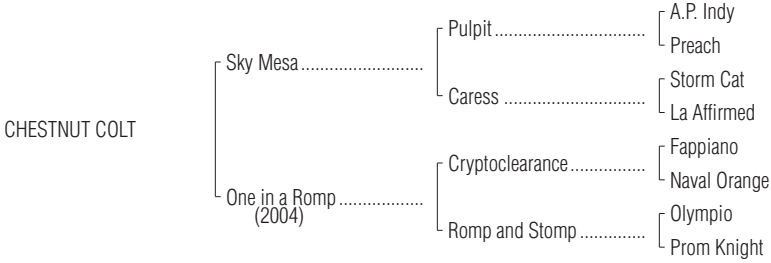 A.P. Indy
Pulpit
Preach
Sky Mesa
Storm Cat
Caress
La Affirmed
CHESTNUT COLT
Fappiano
Cryptoclearance
Naval Orange
One in a Romp
(2004)
Olympio
Romp and Stomp
Prom Knight